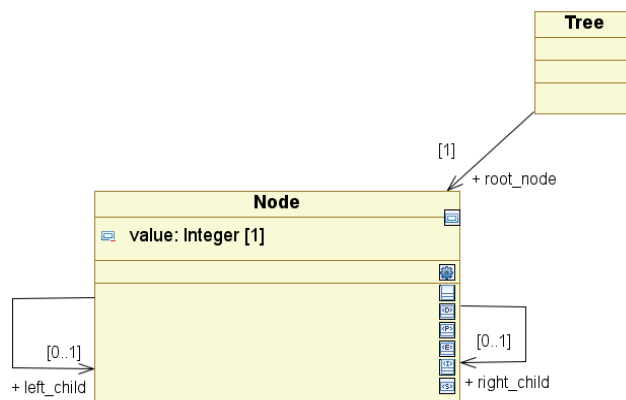 Tree
[1]
+ root_node
Node
value: Integer [1]
[0..1]
+ left_child
[0..1]
+ right_child
<D>
<P>
<E>
<I>
<S>